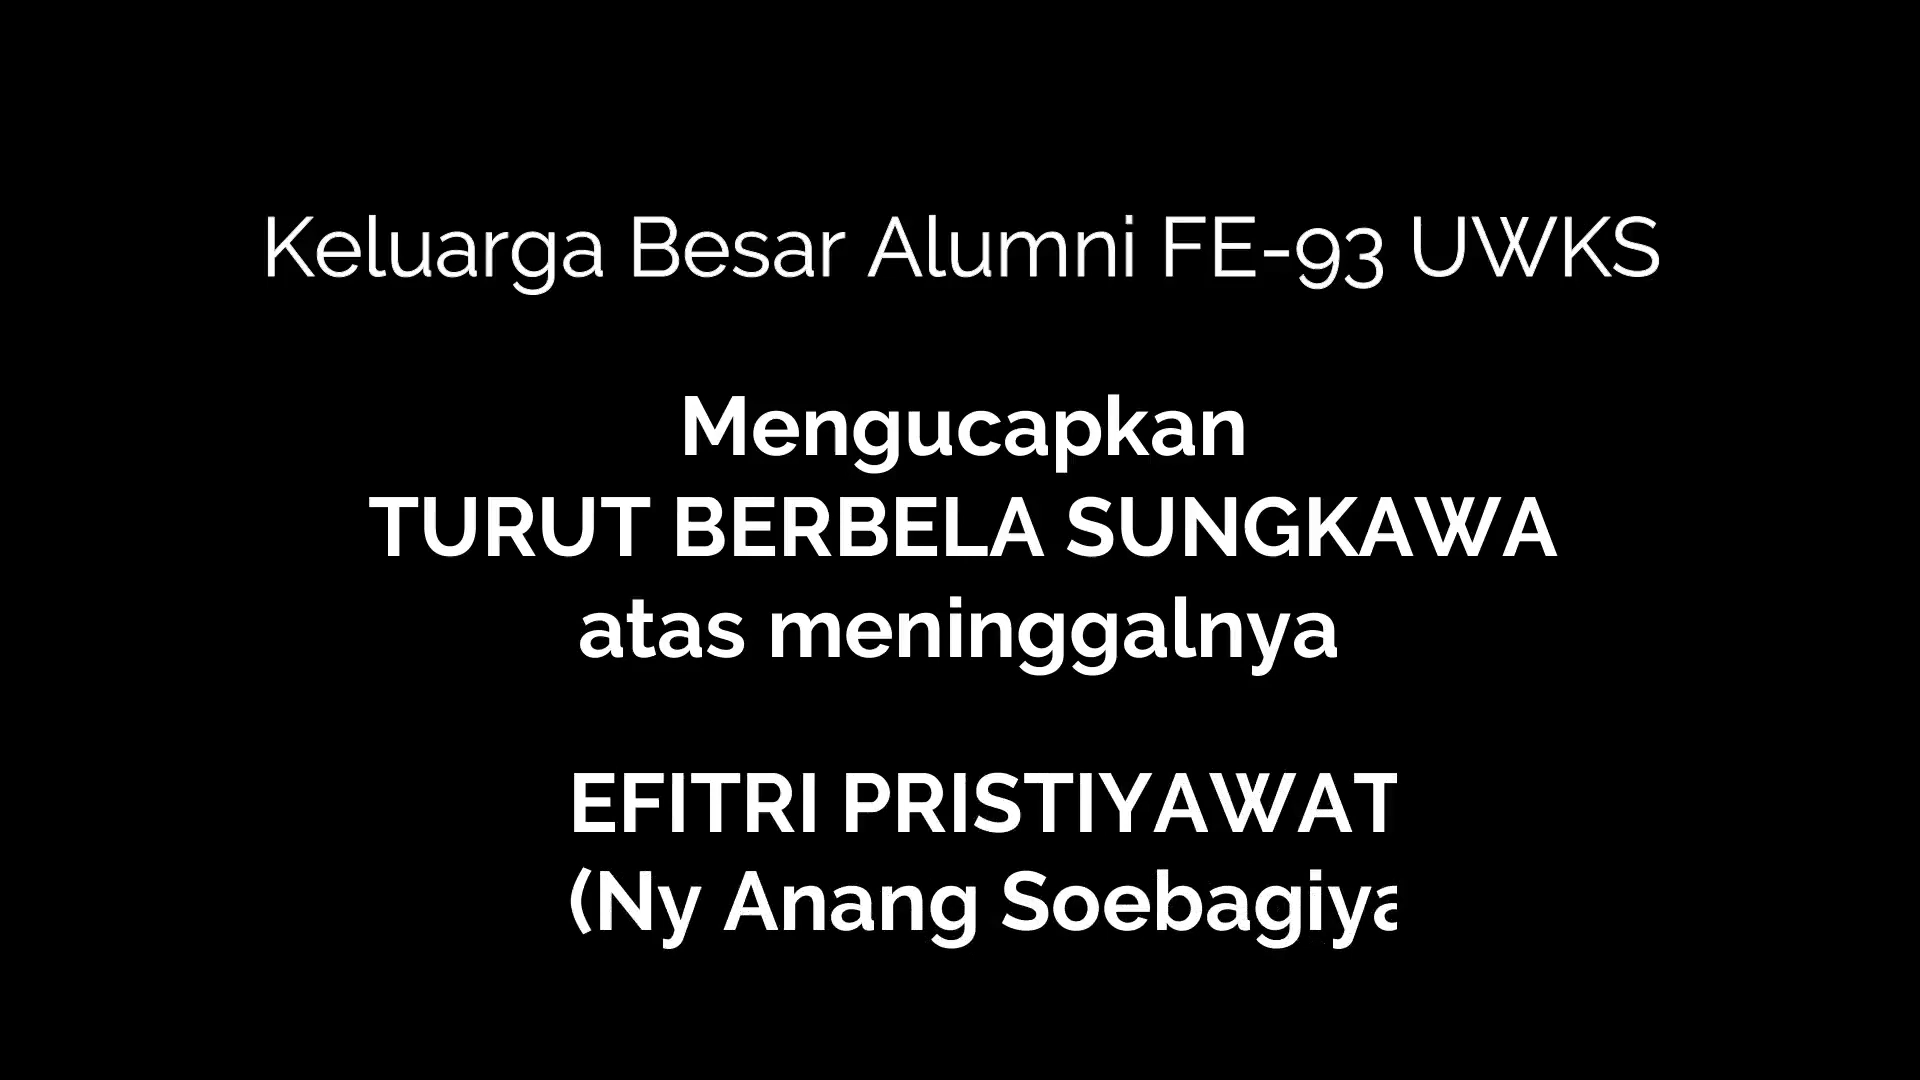 Keluarga Besar Alumni FE-93 UWKS
Mengucapkan
TURUT BERBELA SUNGKAWA
atas meninggalnya
EFITRI PRISTIYAWAT
(Ny Anang Soebagiya